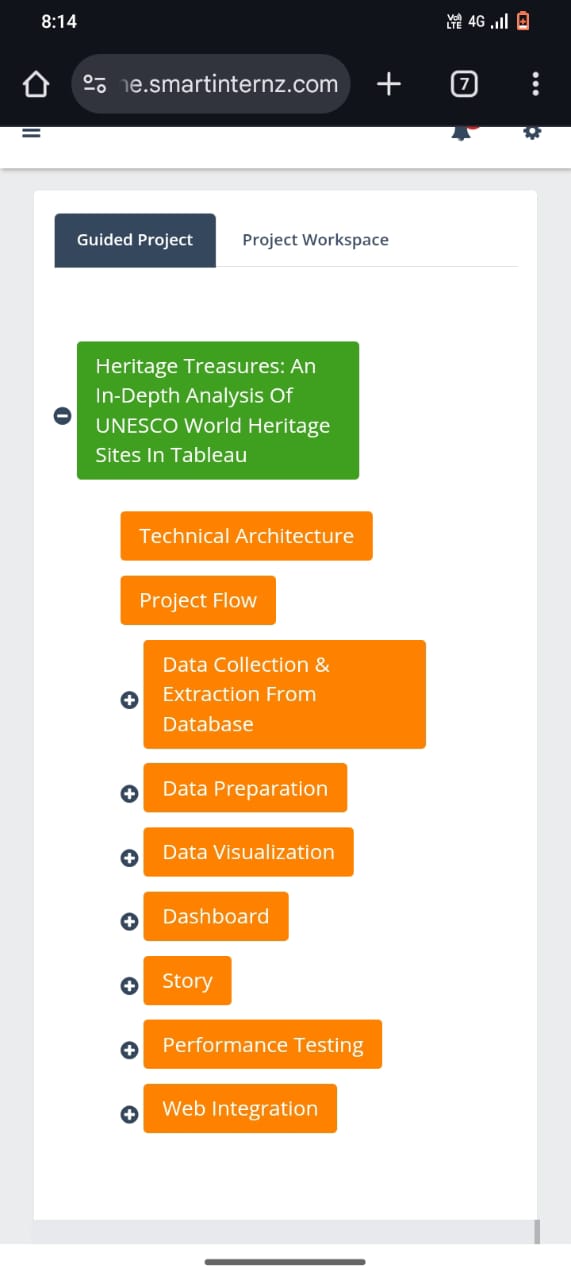 8:14
Vo) LTE 4G
ne.smartinternz.com
7
Guided Project
Project Workspace
Heritage Treasures: An
In-Depth Analysis Of
UNESCO World Heritage
Sites In Tableau
Technical Architecture
Project Flow
Data Collection &
Extraction From
Database
Data Preparation
Data Visualization
Dashboard
Story
Performance Testing
Web Integration